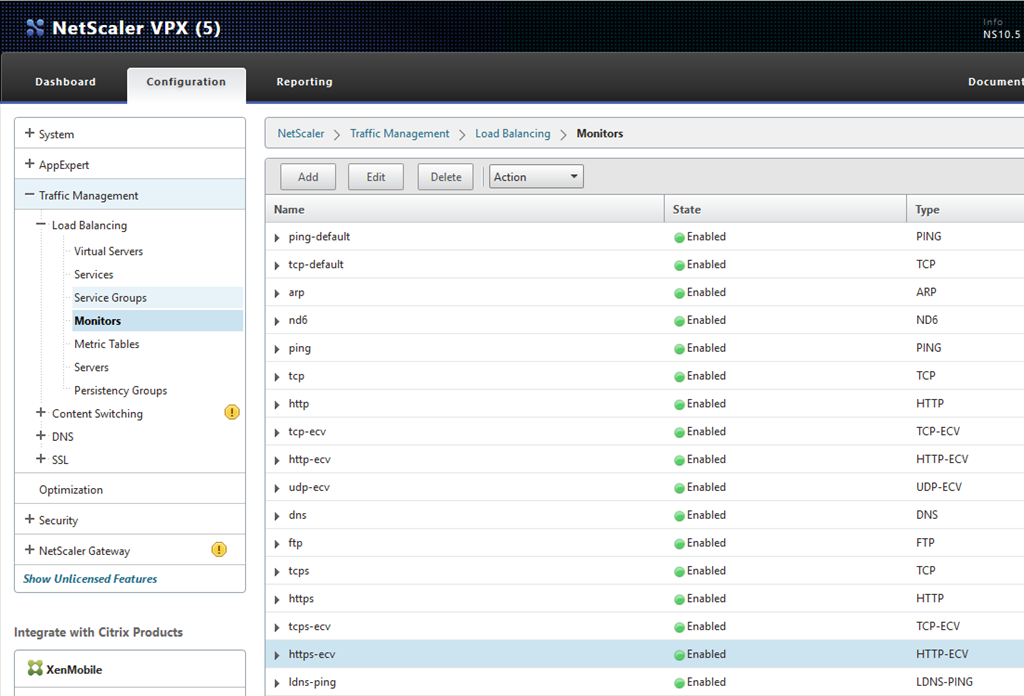 NetScaler VPX (5)
Info
NS10.5
Dashboard
Configuration
Reporting
Document
+ System
+ AppExpert
− Traffic Management
− Load Balancing
Virtual Servers
Services
Service Groups
Monitors
Metric Tables
Servers
Persistency Groups
+ Content Switching !
+ DNS
+ SSL
Optimization
+ Security
+ NetScaler Gateway !
Show Unlicensed Features
Integrate with Citrix Products
XenMobile
NetScaler > Traffic Management > Load Balancing > Monitors
Add Edit Delete Action
Name State Type
ping-default Enabled PING
tcp-default Enabled TCP
arp Enabled ARP
nd6 Enabled ND6
ping Enabled PING
tcp Enabled TCP
http Enabled HTTP
tcp-ecv Enabled TCP-ECV
http-ecv Enabled HTTP-ECV
udp-ecv Enabled UDP-ECV
dns Enabled DNS
ftp Enabled FTP
tcps Enabled TCP
https Enabled HTTP
tcps-ecv Enabled TCP-ECV
https-ecv Enabled HTTP-ECV
ldns-ping Enabled LDNS-PING